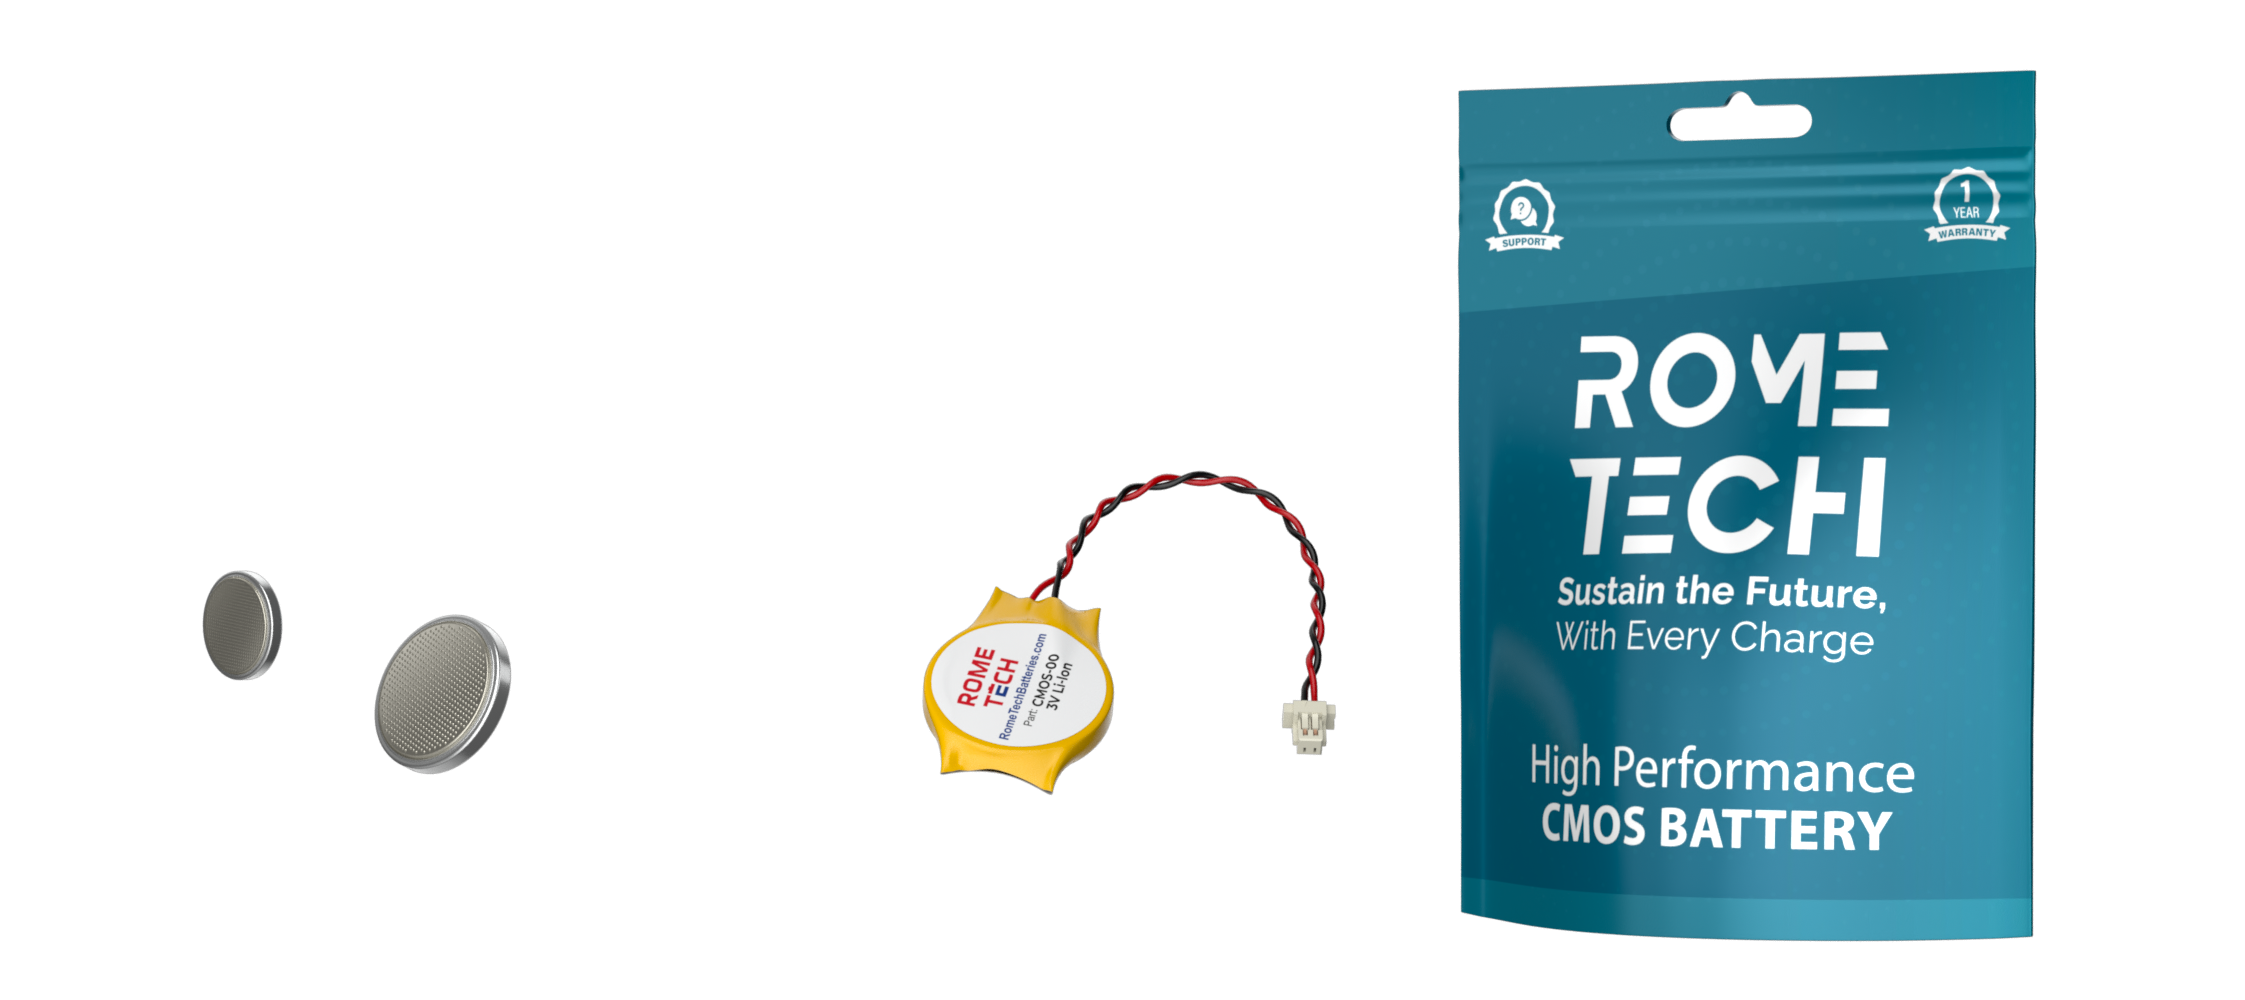 ROME
TECH
RomeTechBatteries.com
Part: CMOS-00
3V Li-Ion
?
SUPPORT
1
YEAR
WARRANTY
ROME
TECH
Sustain the Future,
With Every Charge
High Performance
CMOS BATTERY